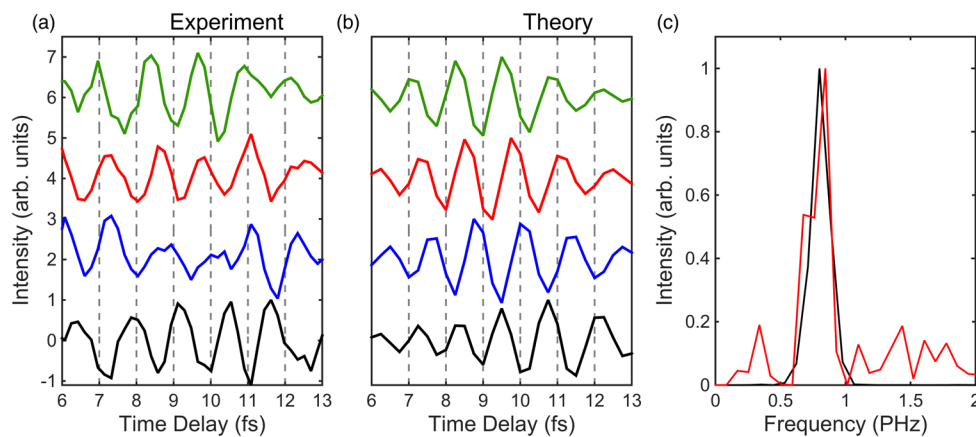 (a) Experiment (b) Theory (c)
Intensity (arb. units)
7
6
5
4
3
2
1
0
-1
6 7 8 9 10 11 12 13
Time Delay (fs)
6 7 8 9 10 11 12 13
Time Delay (fs)
Intensity (arb. units)
1
0.8
0.6
0.4
0.2
0
0 0.5 1 1.5 2
Frequency (PHz)